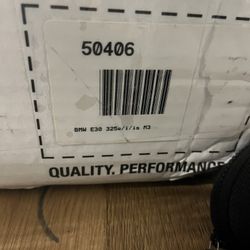 50406
BMW E30 325e/i/is M3
QUALITY. PERFORMANCE